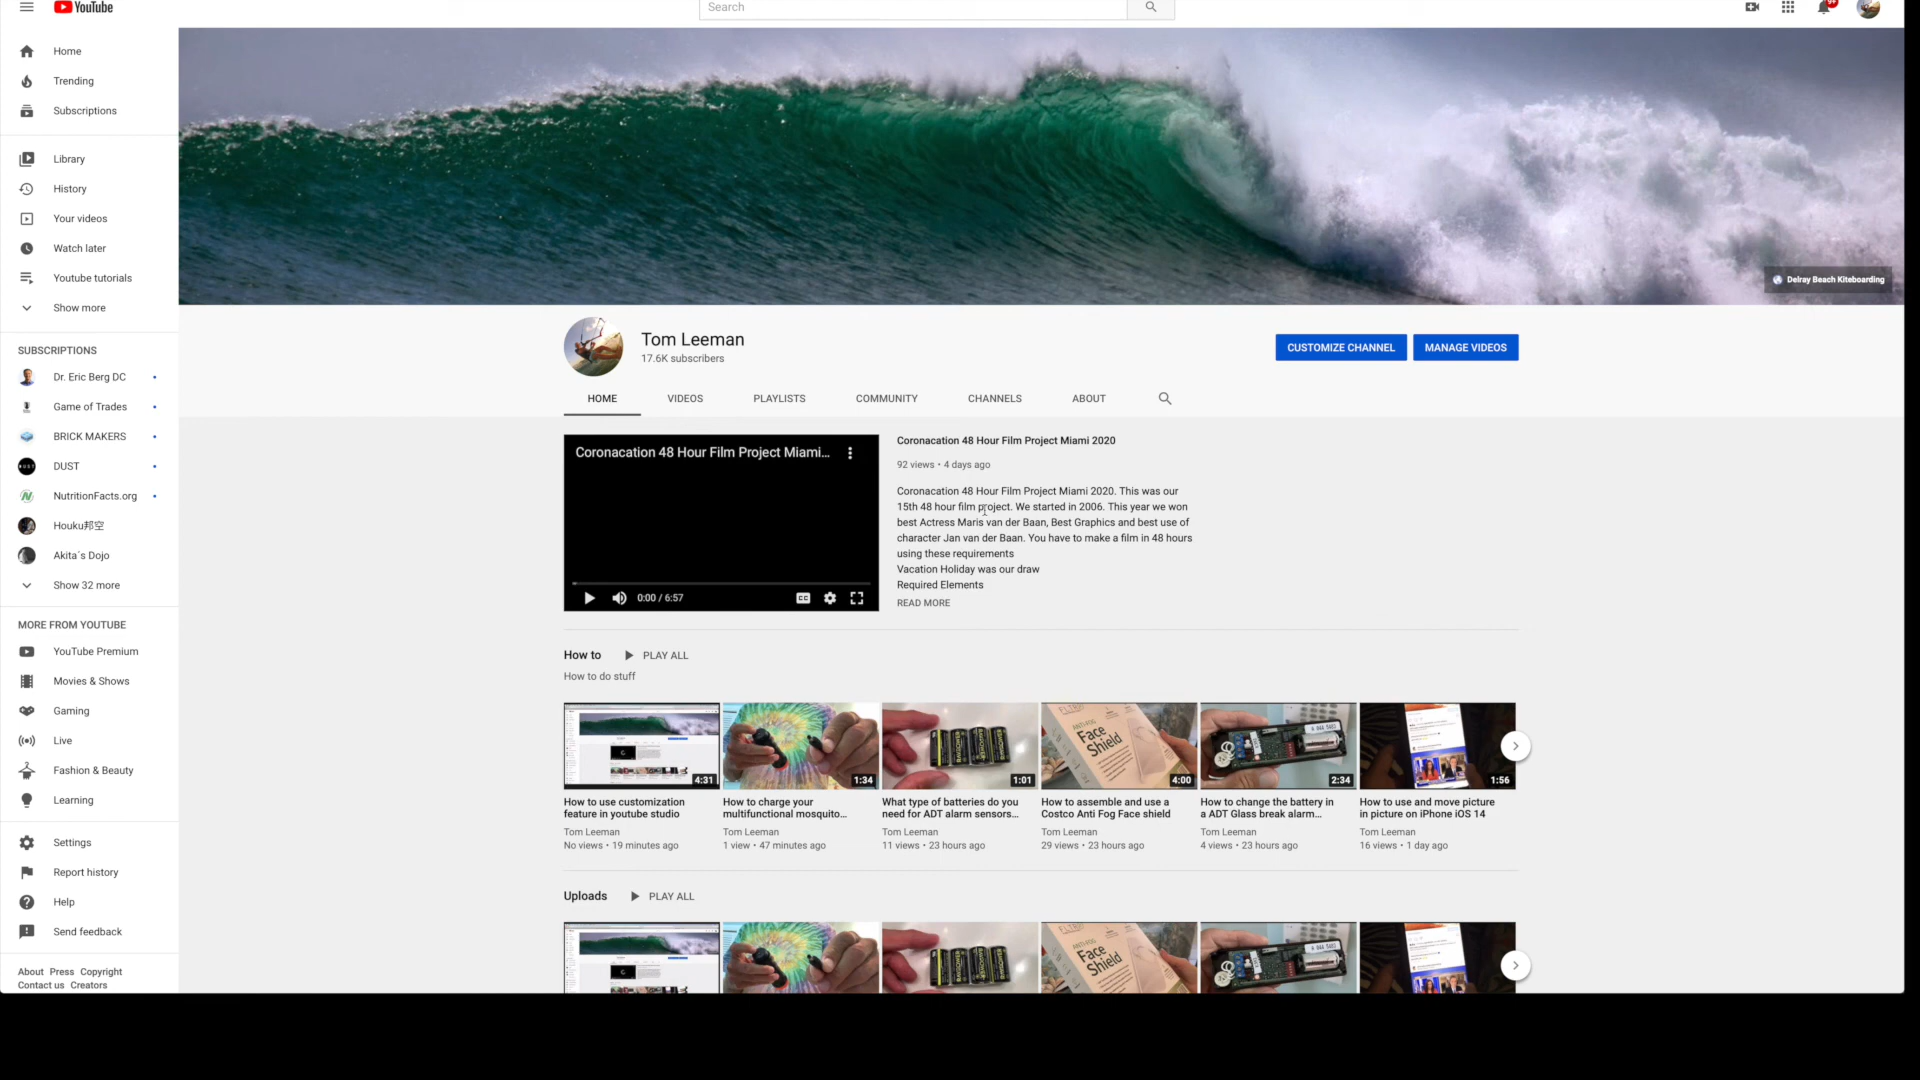 YouTube
Search
9+
Home
Trending
Subscriptions
Library
History
Your videos
Watch later
Youtube tutorials
Show more
SUBSCRIPTIONS
Dr. Eric Berg DC
Game of Trades
BRICK MAKERS
DUST
NutritionFacts.org
Houku邦空
Akita´s Dojo
Show 32 more
MORE FROM YOUTUBE
YouTube Premium
Movies & Shows
Gaming
Live
Fashion & Beauty
Learning
Settings
Report history
Help
Send feedback
About Press Copyright
Contact us Creators
Delray Beach Kiteboarding
Tom Leeman
17.6K subscribers
CUSTOMIZE CHANNEL
MANAGE VIDEOS
HOME VIDEOS PLAYLISTS COMMUNITY CHANNELS ABOUT
Coronacation 48 Hour Film Project Miami...
0:00 / 6:57
CC
Coronacation 48 Hour Film Project Miami 2020
92 views • 4 days ago
Coronacation 48 Hour Film Project Miami 2020. This was our
15th 48 hour film project. We started in 2006. This year we won
best Actress Maris van der Baan, Best Graphics and best use of
character Jan van der Baan. You have to make a film in 48 hours
using these requirements
Vacation Holiday was our draw
Required Elements
READ MORE
How to PLAY ALL
How to do stuff
4:31
How to use customization
feature in youtube studio
Tom Leeman
No views • 19 minutes ago
1:34
How to charge your
multifunctional mosquito...
Tom Leeman
1 view • 47 minutes ago
1:01
What type of batteries do you
need for ADT alarm sensors...
Tom Leeman
11 views • 23 hours ago
ANTI-FOG
Face
Shield
4:00
How to assemble and use a
Costco Anti Fog Face shield
Tom Leeman
29 views • 23 hours ago
2:34
How to change the battery in
a ADT Glass break alarm...
Tom Leeman
4 views • 23 hours ago
1:56
How to use and move picture
in picture on iPhone iOS 14
Tom Leeman
16 views • 1 day ago
Uploads PLAY ALL
ANTI-FOG
Face
Shield